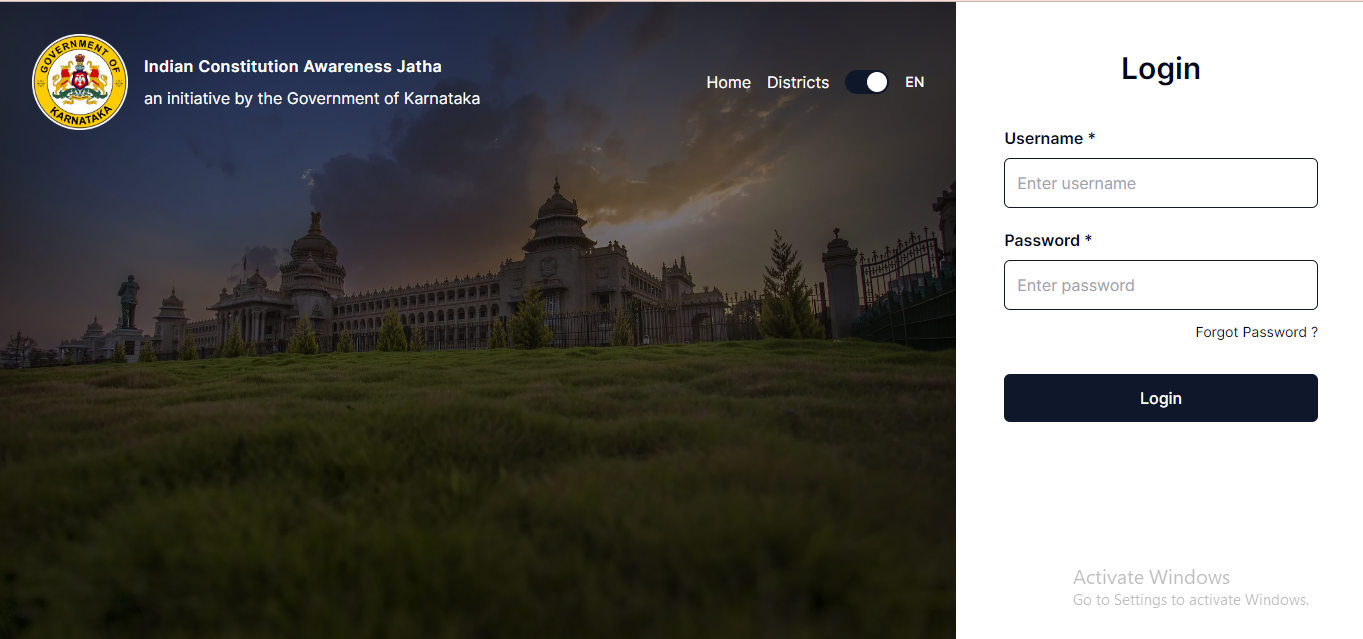 GOVERNMENT OF
KARNATAKA
Indian Constitution Awareness Jatha
an initiative by the Government of Karnataka
Home
Districts
EN
Login
Username *
Enter username
Password *
Enter password
Forgot Password ?
Login
Activate Windows
Go to Settings to activate Windows.